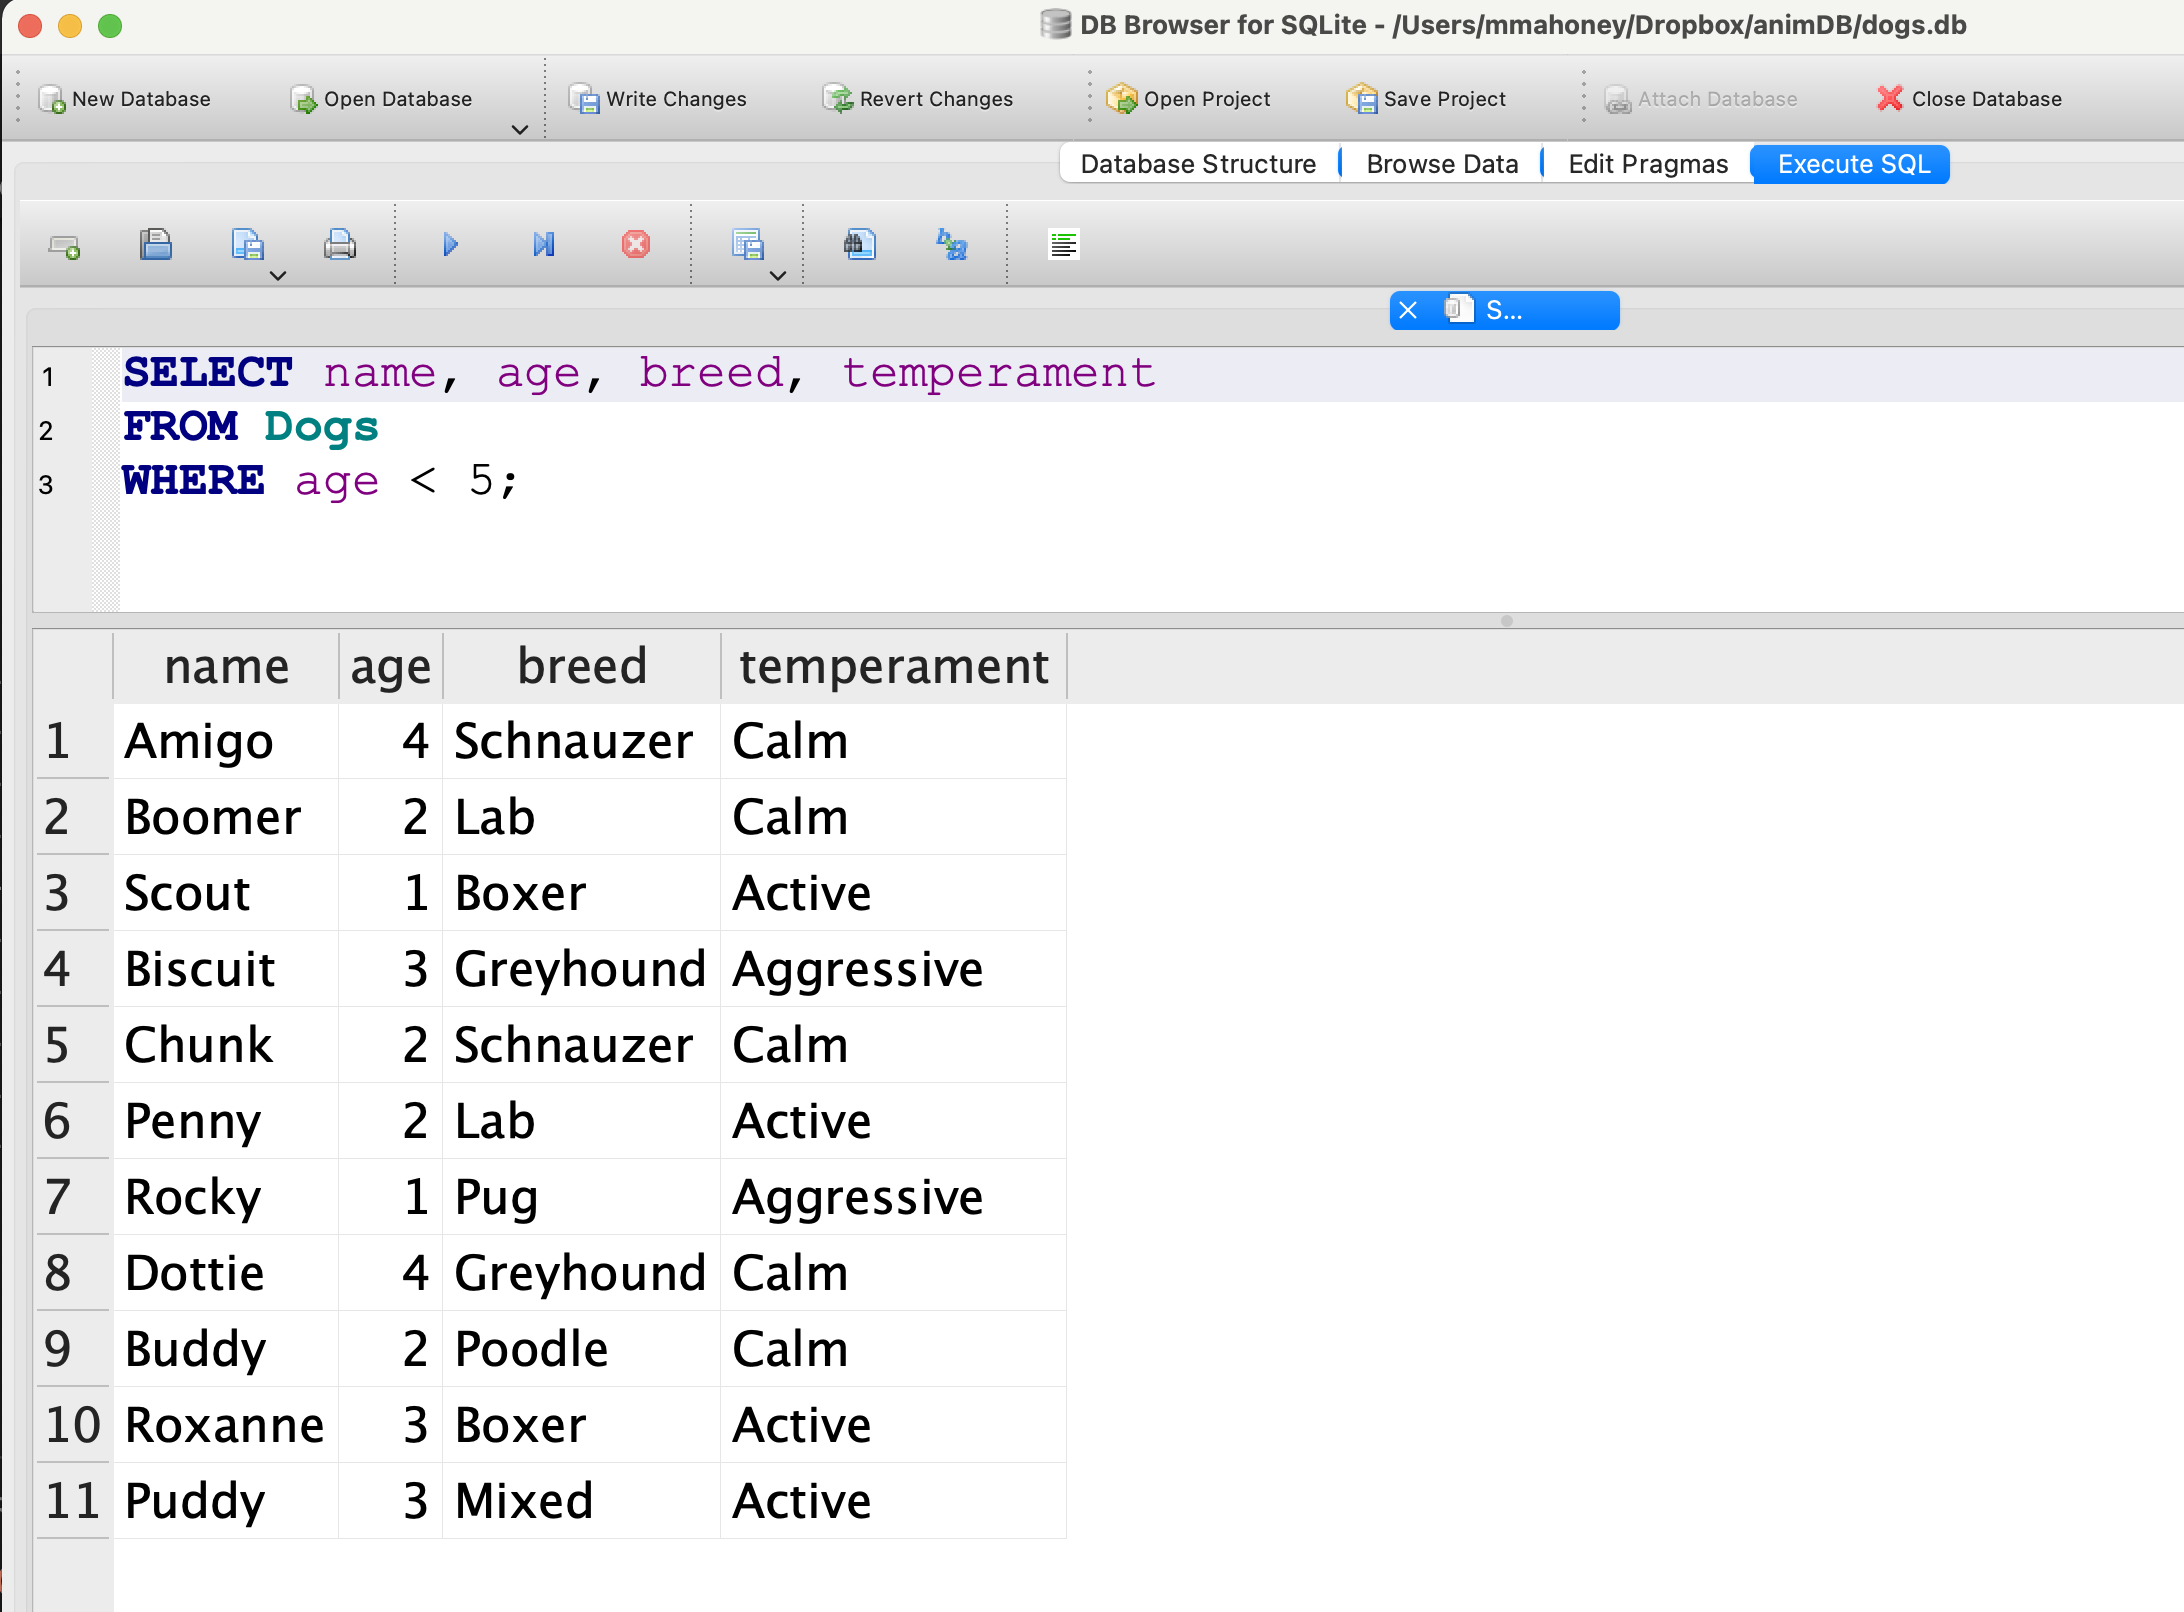 DB Browser for SQLite - /Users/mmahoney/Dropbox/animDB/dogs.db
New Database Open Database Write Changes Revert Changes Open Project Save Project Attach Database Close Database
Database Structure Browse Data Edit Pragmas Execute SQL
S...
1 SELECT name, age, breed, temperament
2 FROM Dogs
3 WHERE age < 5;
name age breed temperament
1 Amigo 4 Schnauzer Calm
2 Boomer 2 Lab Calm
3 Scout 1 Boxer Active
4 Biscuit 3 Greyhound Aggressive
5 Chunk 2 Schnauzer Calm
6 Penny 2 Lab Active
7 Rocky 1 Pug Aggressive
8 Dottie 4 Greyhound Calm
9 Buddy 2 Poodle Calm
10 Roxanne 3 Boxer Active
11 Puddy 3 Mixed Active